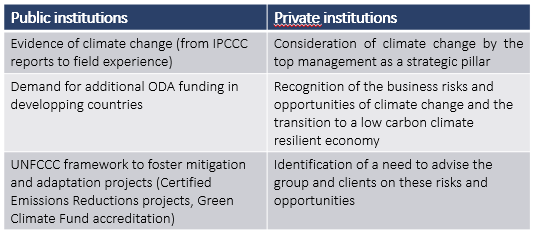 Public institutions
Private institutions
Evidence of climate change (from IPCCC
reports to field experience)
Consideration of climate change by the
top management as a strategic pillar
Demand for additional ODA funding in
developping countries
Recognition of the business risks and
opportunities of climate change and the
transition to a low carbon climate
resilient economy
UNFCCC framework to foster mitigation
and adaptation projects (Certified
Emissions Reductions projects, Green
Climate Fund accreditation)
Identification of a need to advise the
group and clients on these risks and
opportunities